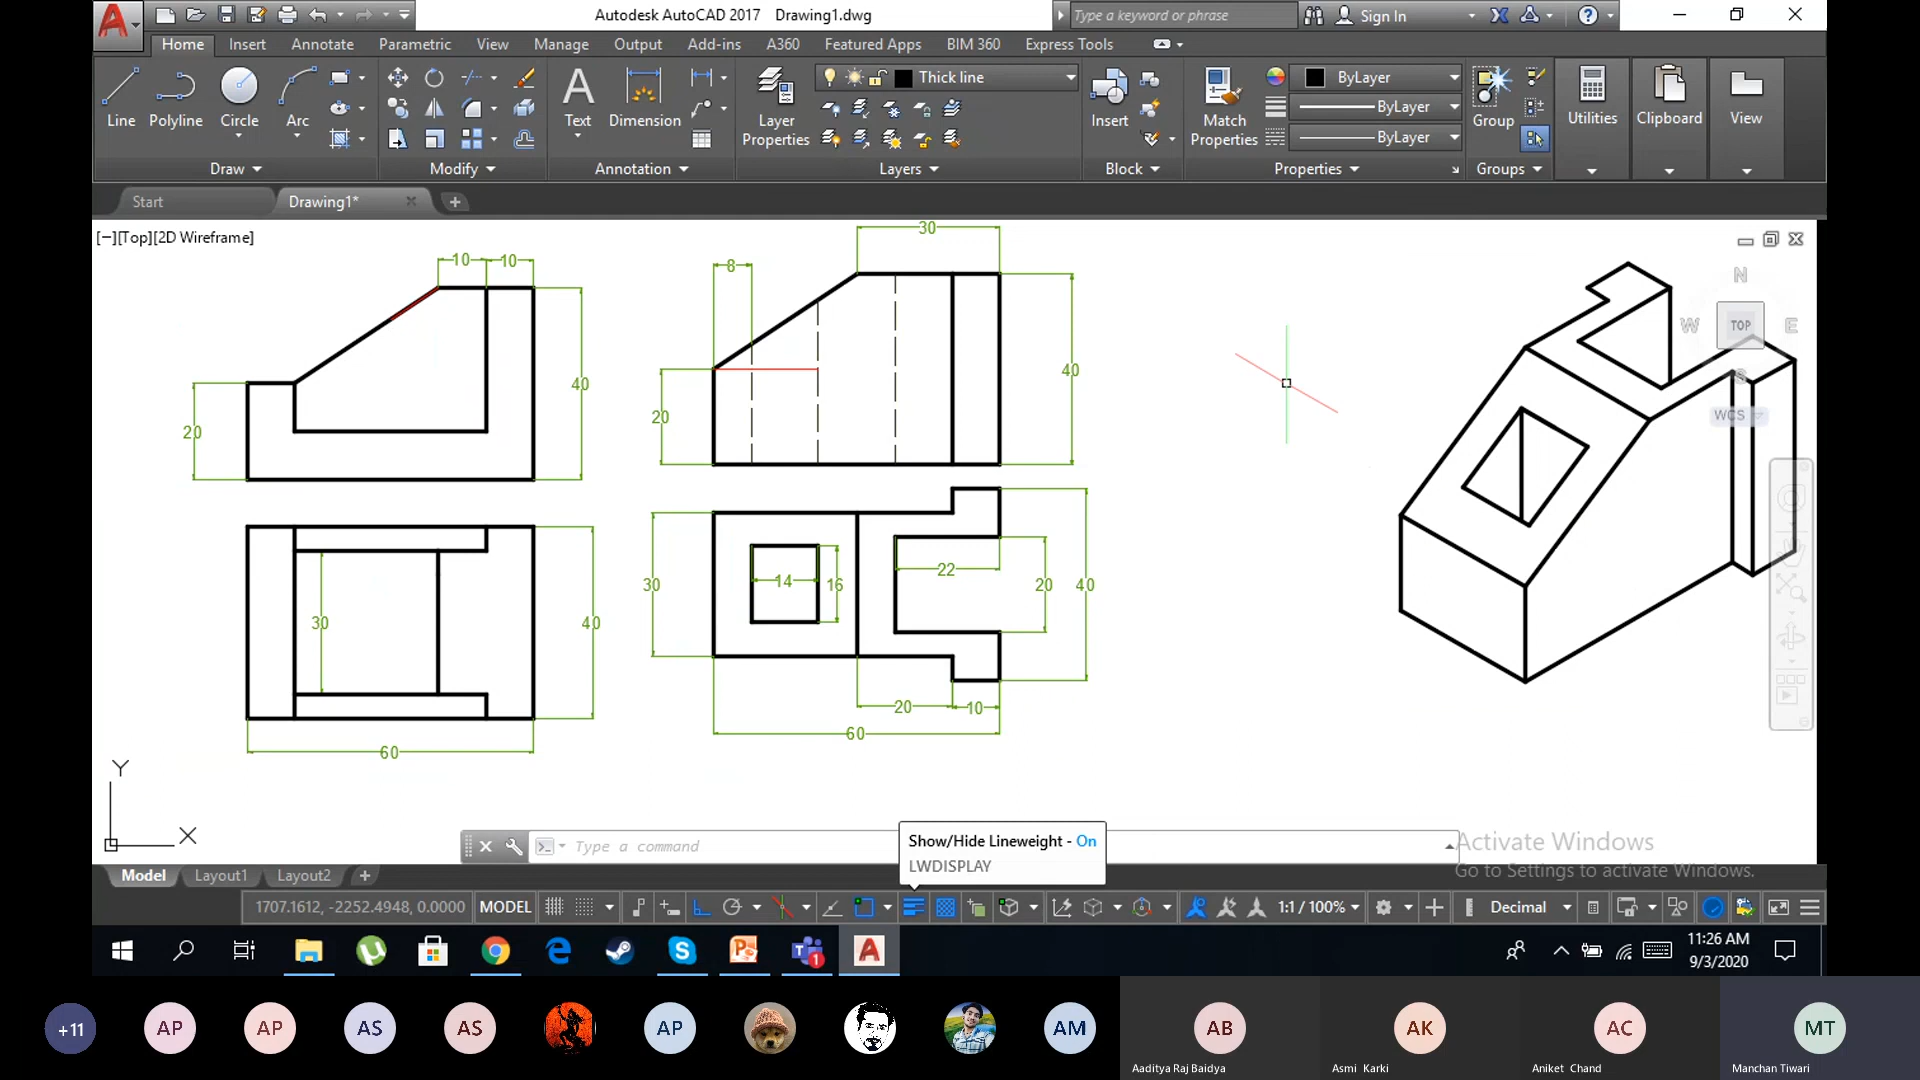 Autodesk AutoCAD 2017 Drawing1.dwg
Type a keyword or phrase
Sign In
Home Insert Annotate Parametric View Manage Output Add-ins A360 Featured Apps BIM 360 Express Tools
Thick line
ByLayer
Line Polyline Circle Arc
Text Dimension
Layer Properties
Insert
Match Properties
ByLayer
ByLayer
Group
Utilities
Clipboard
View
Draw Modify Annotation Layers Block Properties Groups
Start Drawing1*
[−][Top][2D Wireframe]
10 10
40
20
30
8
40
20
N
W TOP E
S
WCS
30
40
60
30
14 16
22
20 40
20 10
60
Y
X
Type a command
Show/Hide Lineweight - On
LWDISPLAY
Activate Windows
Go to Settings to activate Windows.
Model Layout1 Layout2
1707.1612, -2252.4948, 0.0000 MODEL 1:1 / 100% Decimal
1
11:26 AM
9/3/2020
+11 AP AP AS AS AP AM AB AK AC MT
Aaditya Raj Baidya Asmi Karki Aniket Chand Manchan Tiwari